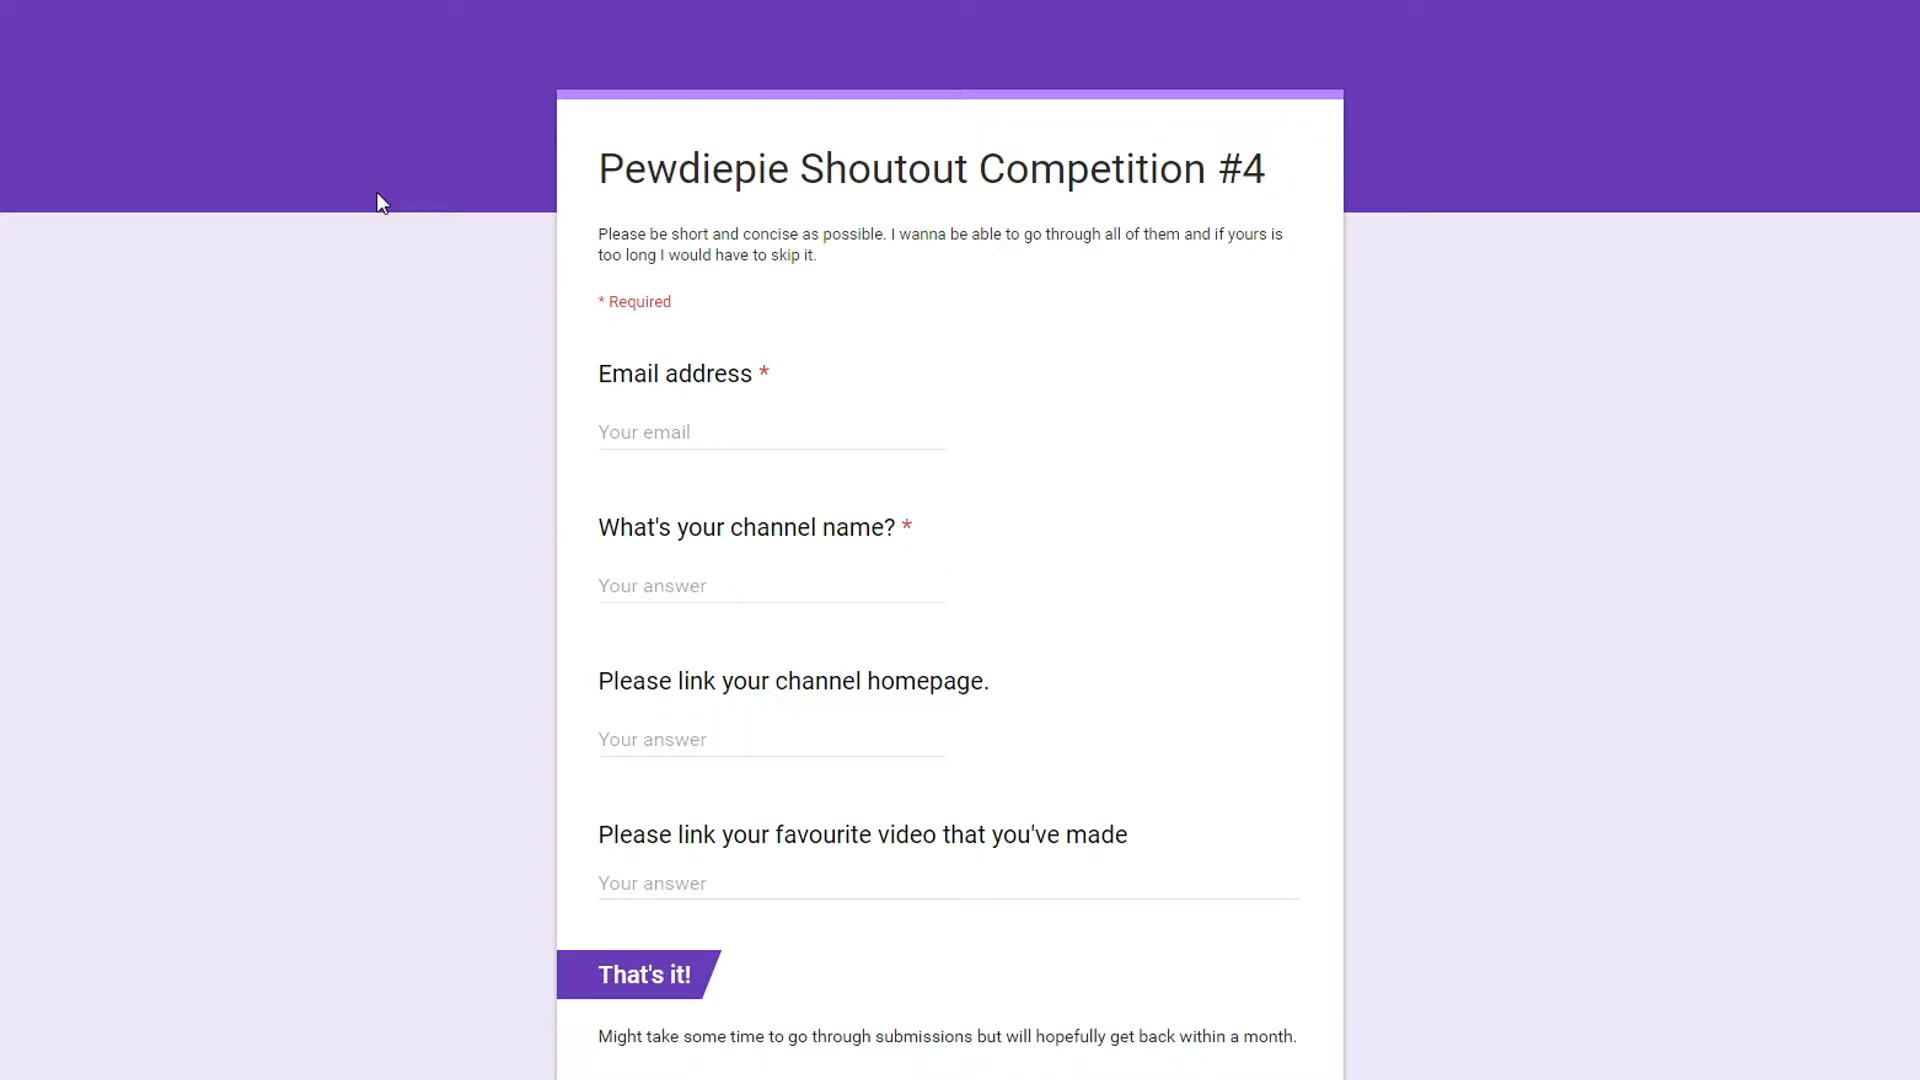 Pewdiepie Shoutout Competition #4
Please be short and concise as possible. I wanna be able to go through all of them and if yours is
too long I would have to skip it.
* Required
Email address *
Your email
What's your channel name? *
Your answer
Please link your channel homepage.
Your answer
Please link your favourite video that you've made
Your answer
That's it!
Might take some time to go through submissions but will hopefully get back within a month.